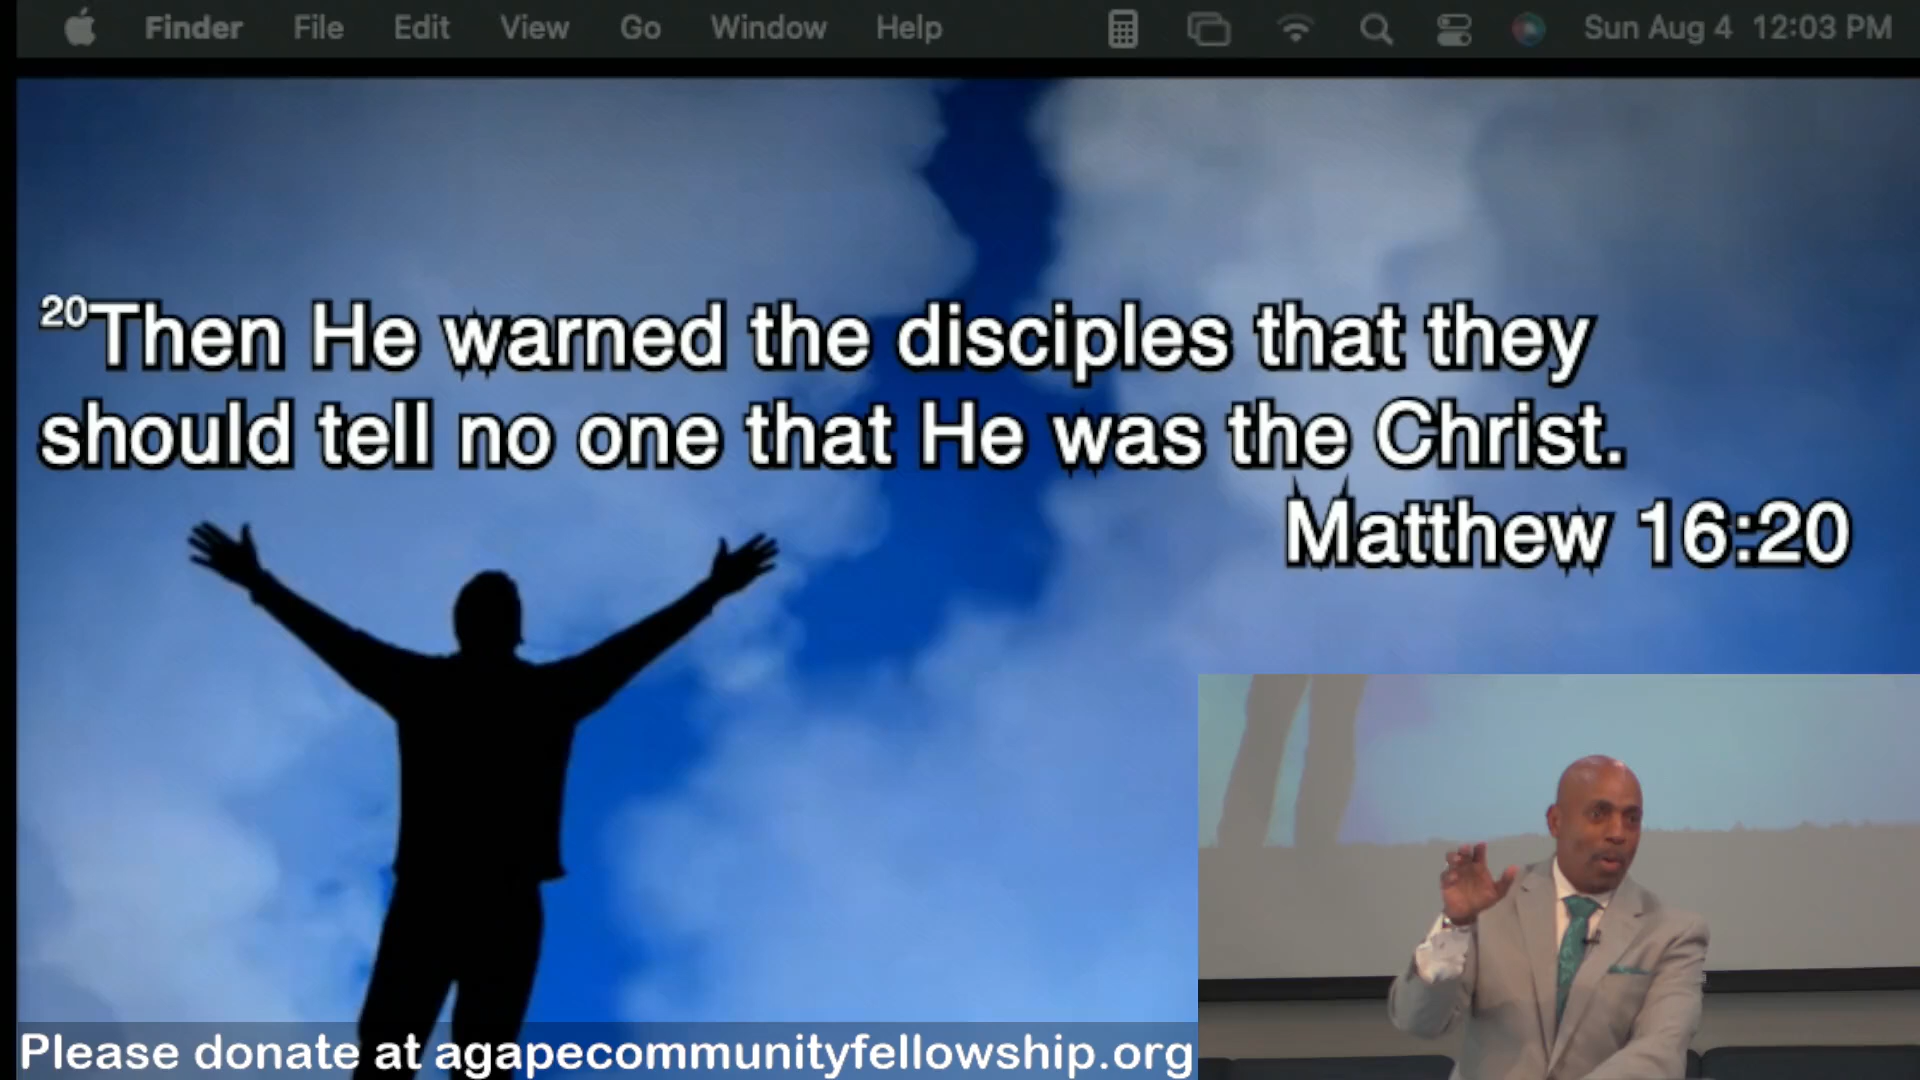 Finder File Edit View Go Window Help Sun Aug 4 12:03 PM
20Then He warned the disciples that they
should tell no one that He was the Christ.
Matthew 16:20
Please donate at agapecommunityfellowship.org